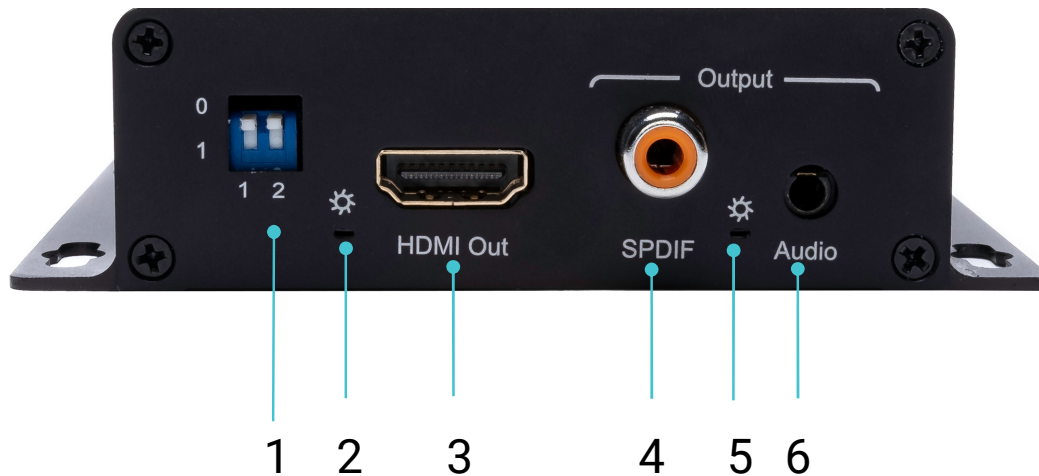 Output
0
1
1 2
HDMI Out
SPDIF
Audio
1 2 3 4 5 6